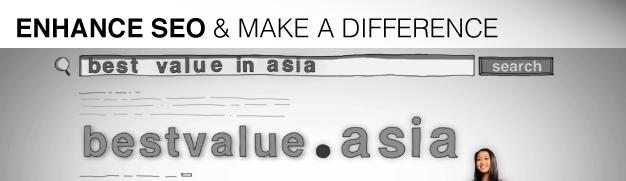 ENHANCE SEO & MAKE A DIFFERENCE
best value in asia search
bestvalue.asia